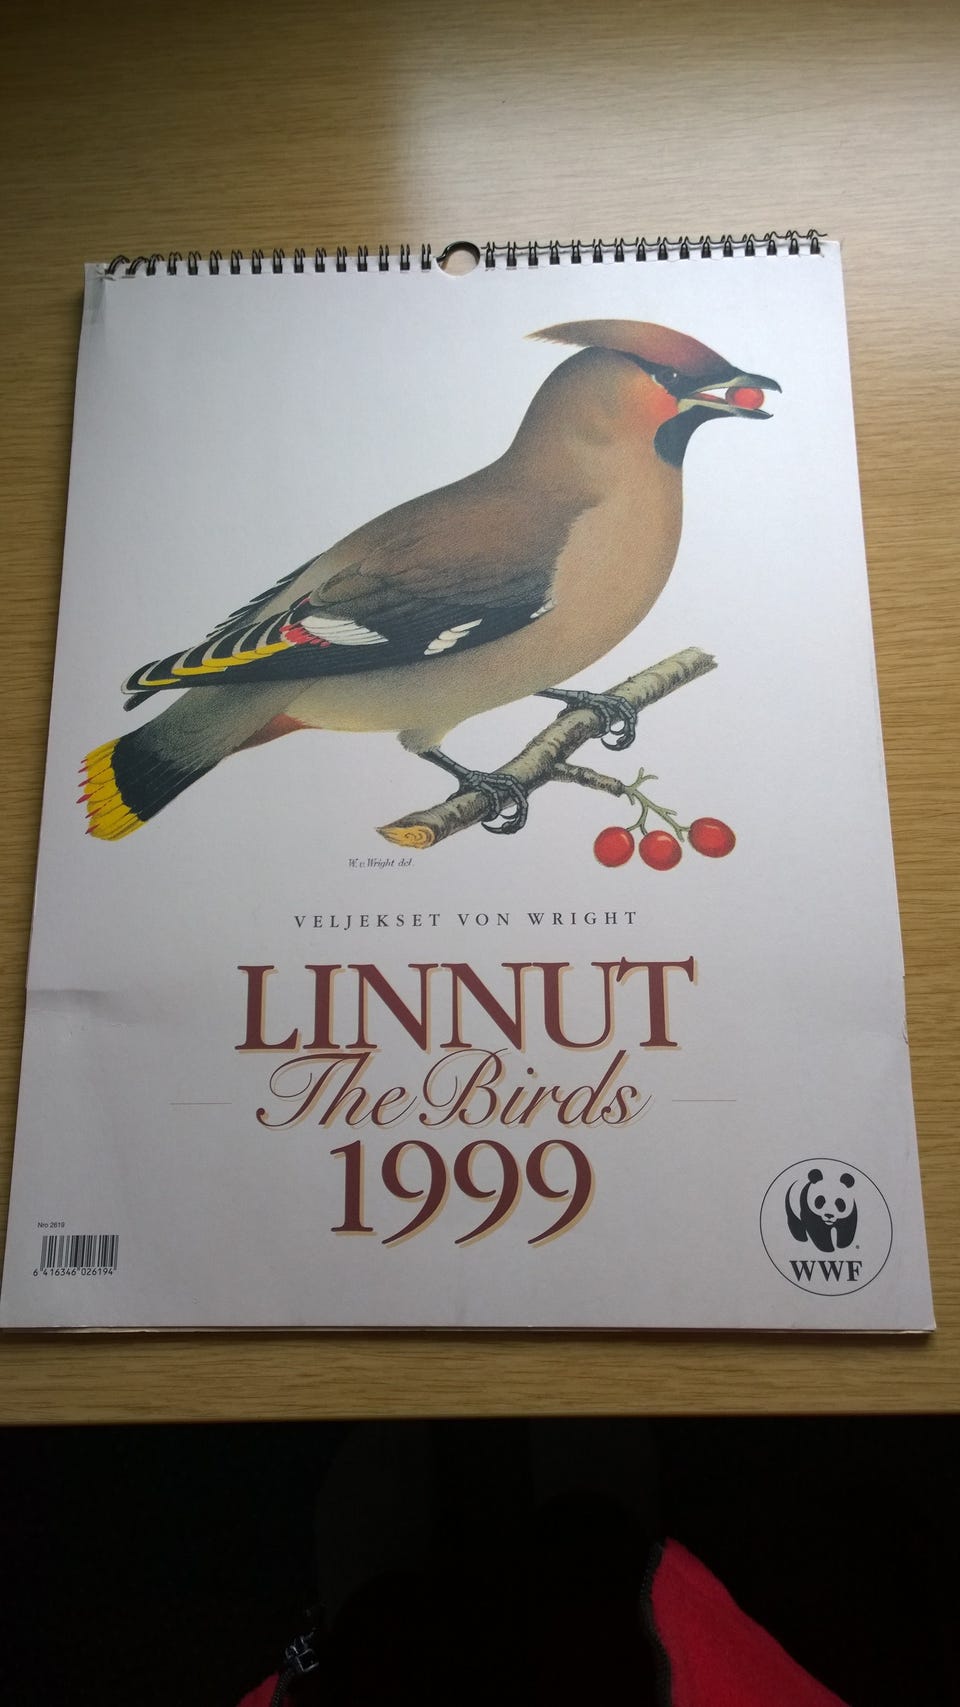 W. v. Wright del.
VELJEKSET VON WRIGHT
LINNUT
The Birds
1999
Nro 2619
6 416346 026194
WWF